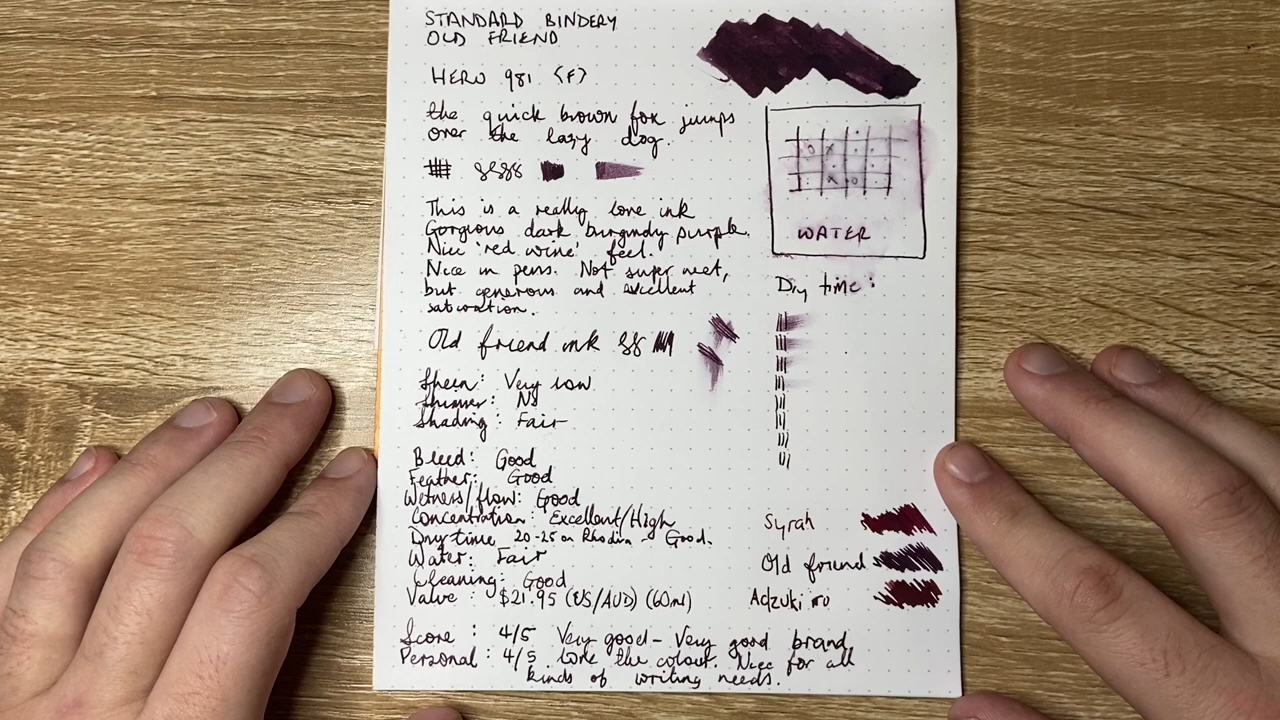 STANDARD BINDERY
OLD FRIEND
HERO 981 (F)
the quick brown fox jumps
over the lazy dog.
This is a really love ink
Gorgious dark burgundy purple.
Nice 'red wine' feel.
Nice in pens. Not super wet,
but generous and excellent
saturation.
Old friend ink
Sheen: Very low
Shimmer: No
Shading: Fair
Bleed: Good
Feather: Good
Wetness/flow: Good
Concentration: Excellent/High
Dry time 20-25 on Rhodia - Good.
Water: Fair
Cleaning: Good
Value: $21.95 (US/AUD) (60ml)
Score: 4/5 Very good - Very good brand
Personal: 4/5 Love the colour. Nice for all
kinds of writing needs.
WATER
Dry time:
Syrah
Old friend
Adzuki iro